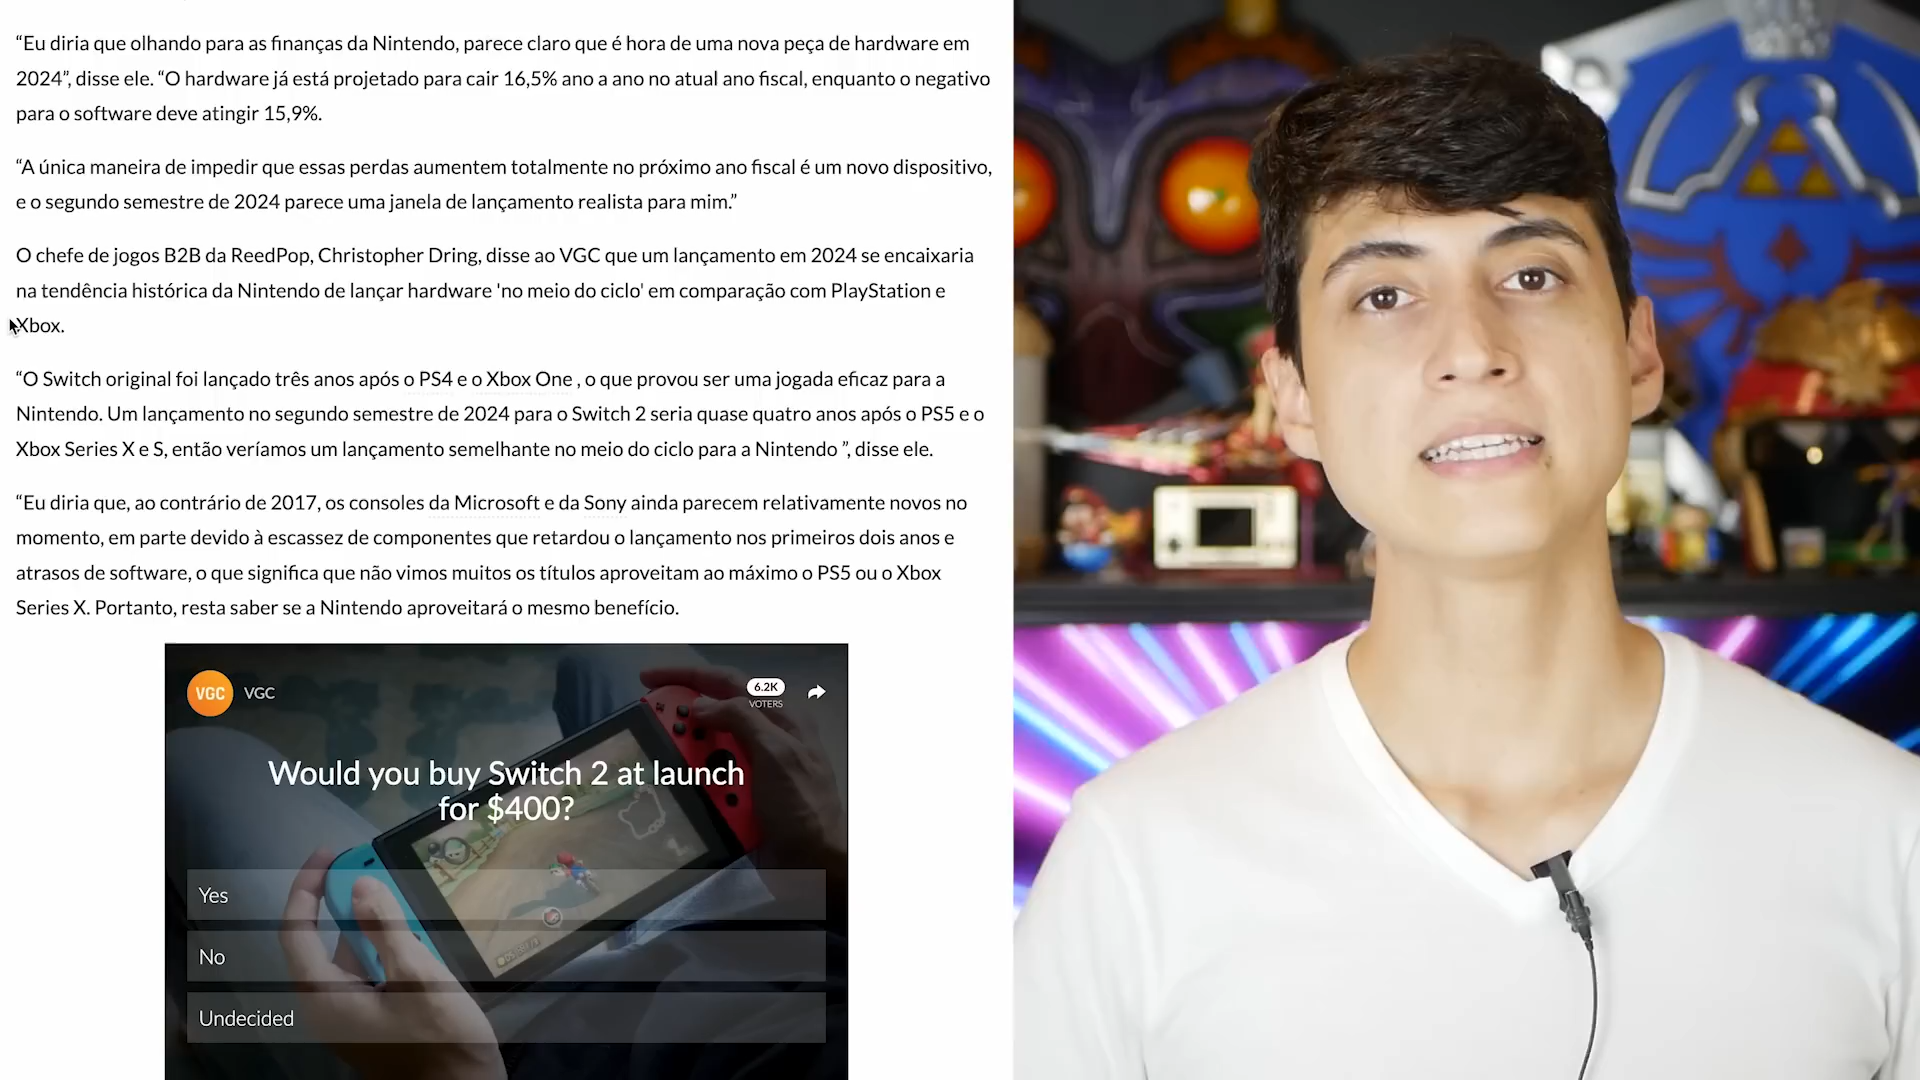 “Eu diria que olhando para as finanças da Nintendo, parece claro que é hora de uma nova peça de hardware em
2024”, disse ele. “O hardware já está projetado para cair 16,5% ano a ano no atual ano fiscal, enquanto o negativo
para o software deve atingir 15,9%.
“A única maneira de impedir que essas perdas aumentem totalmente no próximo ano fiscal é um novo dispositivo,
e o segundo semestre de 2024 parece uma janela de lançamento realista para mim.”
O chefe de jogos B2B da ReedPop, Christopher Dring, disse ao VGC que um lançamento em 2024 se encaixaria
na tendência histórica da Nintendo de lançar hardware 'no meio do ciclo' em comparação com PlayStation e
Xbox.
“O Switch original foi lançado três anos após o PS4 e o Xbox One , o que provou ser uma jogada eficaz para a
Nintendo. Um lançamento no segundo semestre de 2024 para o Switch 2 seria quase quatro anos após o PS5 e o
Xbox Series X e S, então veríamos um lançamento semelhante no meio do ciclo para a Nintendo ”, disse ele.
“Eu diria que, ao contrário de 2017, os consoles da Microsoft e da Sony ainda parecem relativamente novos no
momento, em parte devido à escassez de componentes que retardou o lançamento nos primeiros dois anos e
atrasos de software, o que significa que não vimos muitos os títulos aproveitam ao máximo o PS5 ou o Xbox
Series X. Portanto, resta saber se a Nintendo aproveitará o mesmo benefício.
VGC VGC
6.2K
VOTERS
Would you buy Switch 2 at launch
for $400?
Yes
No
Undecided